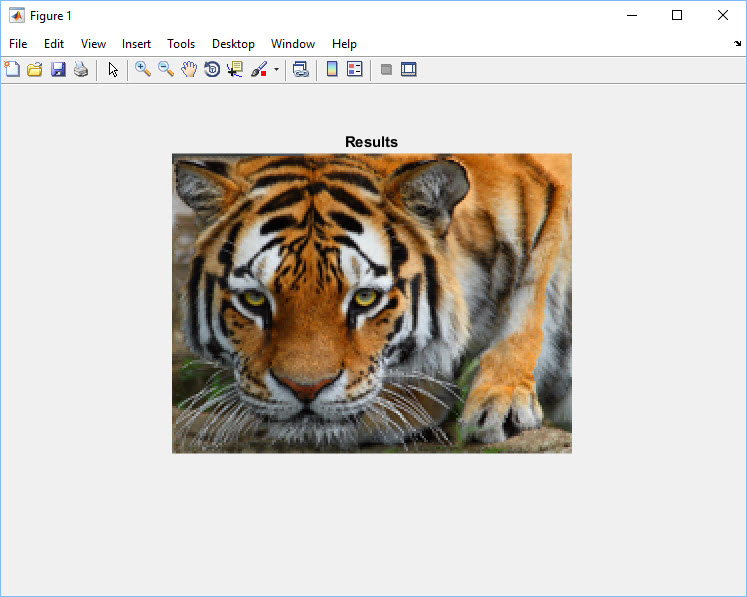 Figure 1
File Edit View Insert Tools Desktop Window Help
Results